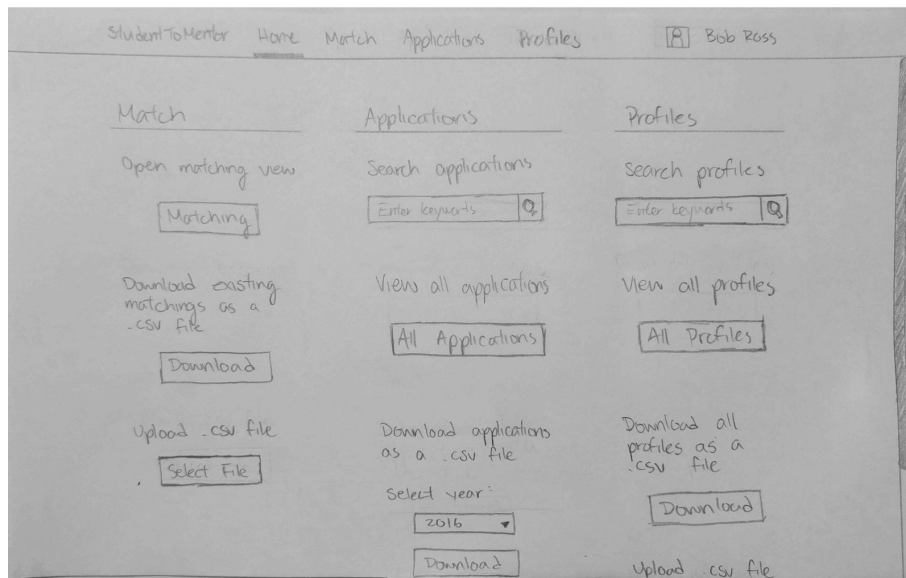 StudentToMentor Home Match Applications Profiles Bob Ross
Match
Open matching view
Matching
Download existing
matchings as a
.csv file
Download
Upload .csv file
Select File
Applications
Search applications
Enter keywords
View all applications
All Applications
Download applications
as a .csv file
Select year:
2016
Download
Profiles
Search profiles
Enter keywords
View all profiles
All Profiles
Download all
profiles as a
.csv file
Download
Upload .csv file